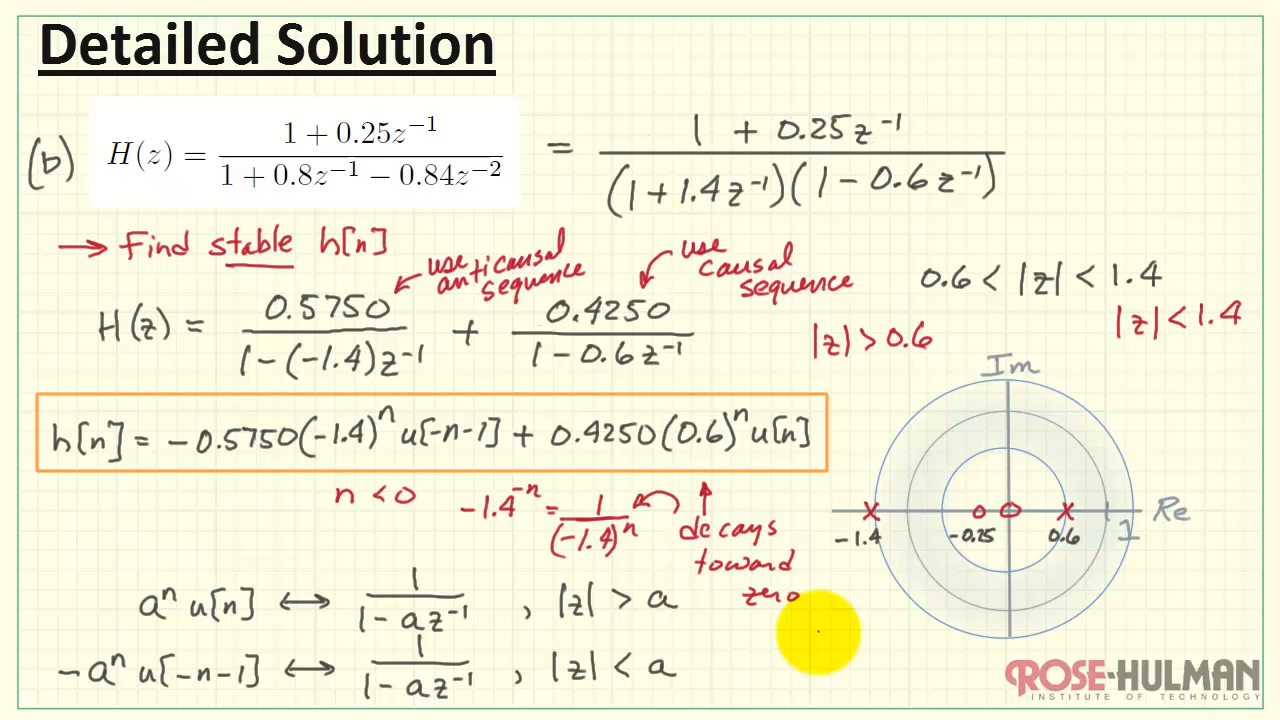 Detailed Solution
(b) H(z) = (1 + 0.25z⁻¹) / (1 + 0.8z⁻¹ − 0.84z⁻²) = (1 + 0.25z⁻¹) / ((1 + 1.4z⁻¹)(1 − 0.6z⁻¹))
→ Find stable h[n]
use anticausal sequence
use causal sequence
0.6 < |z| < 1.4
H(z) = 0.5750 / (1 − (−1.4)z⁻¹) + 0.4250 / (1 − 0.6z⁻¹)
|z| > 0.6
|z| < 1.4
h[n] = −0.5750(−1.4)ⁿ u[−n−1] + 0.4250(0.6)ⁿ u[n]
n < 0
−1.4⁻ⁿ = 1 / (−1.4)ⁿ
decays
toward
zero
Im
Re
−1.4
−0.25
0.6
1
aⁿ u[n] ↔ 1 / (1 − az⁻¹) , |z| > a
−aⁿ u[−n−1] ↔ 1 / (1 − az⁻¹) , |z| < a
ROSE-HULMAN
INSTITUTE OF TECHNOLOGY